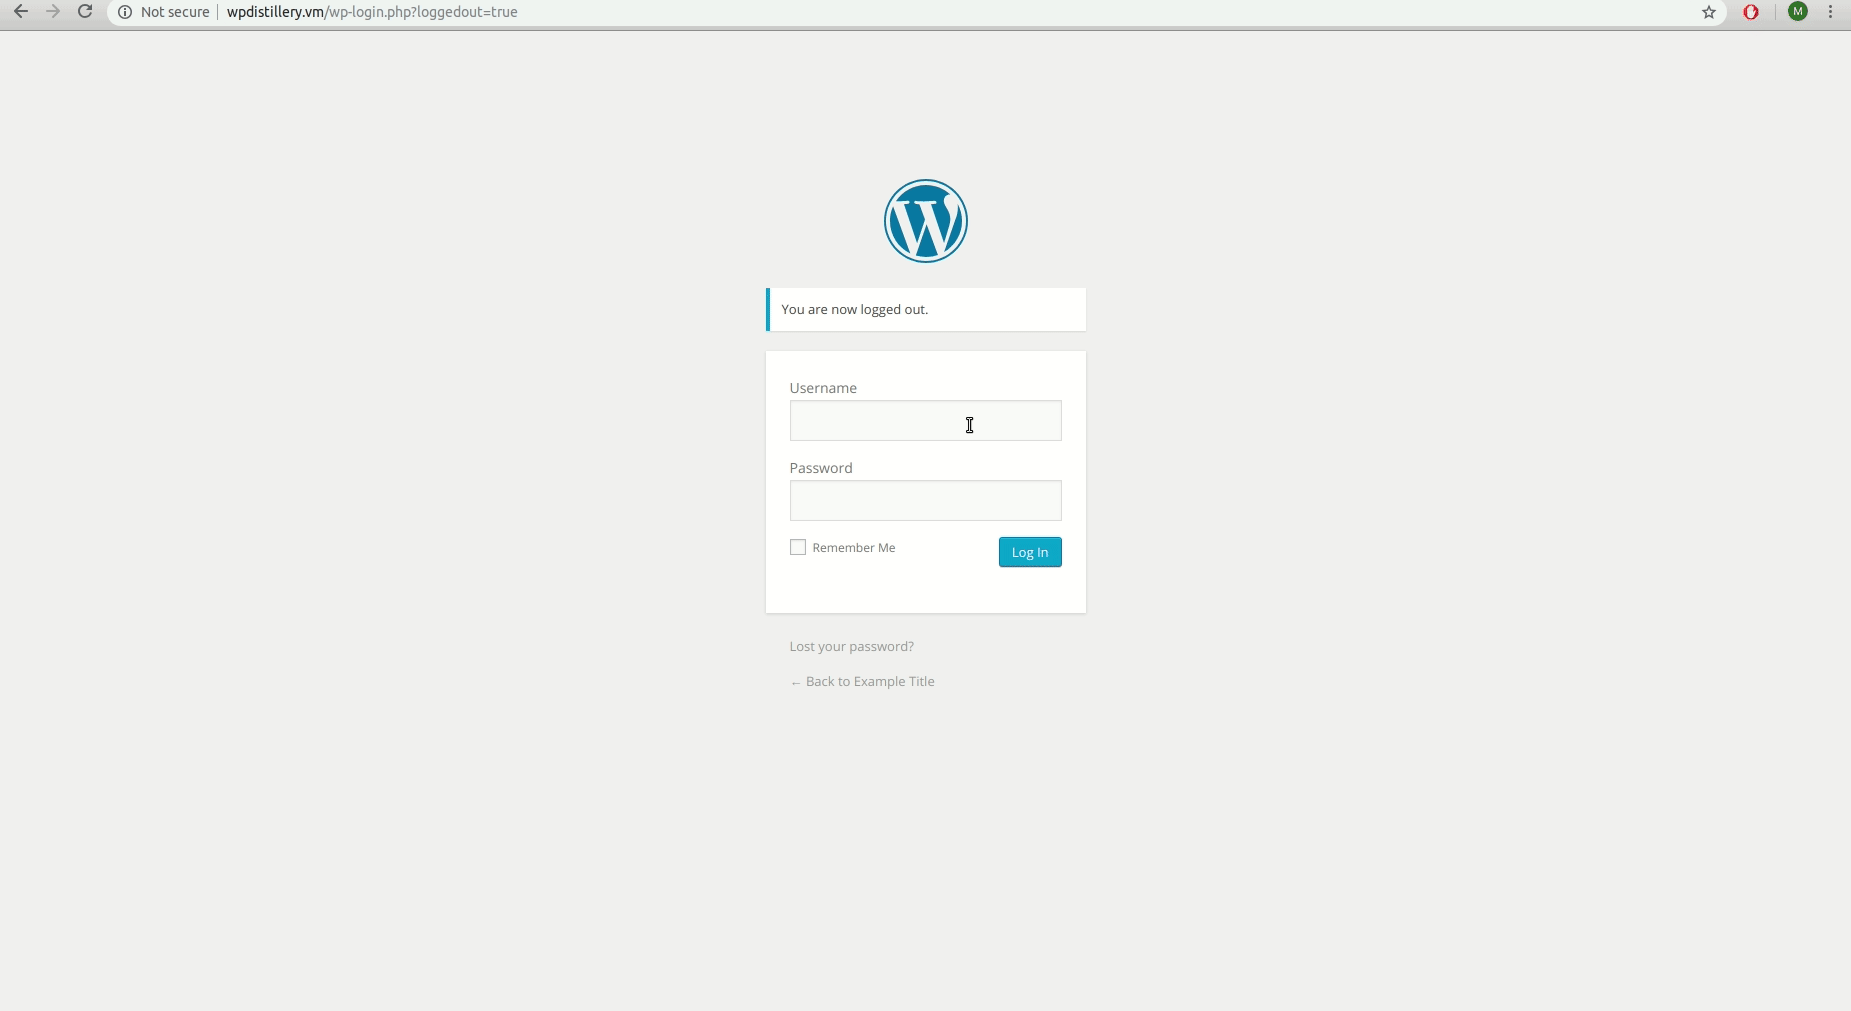 Not secure wpdistillery.vm/wp-login.php?loggedout=true M
W
You are now logged out.
Username
Password
Remember Me Log In
Lost your password?
← Back to Example Title